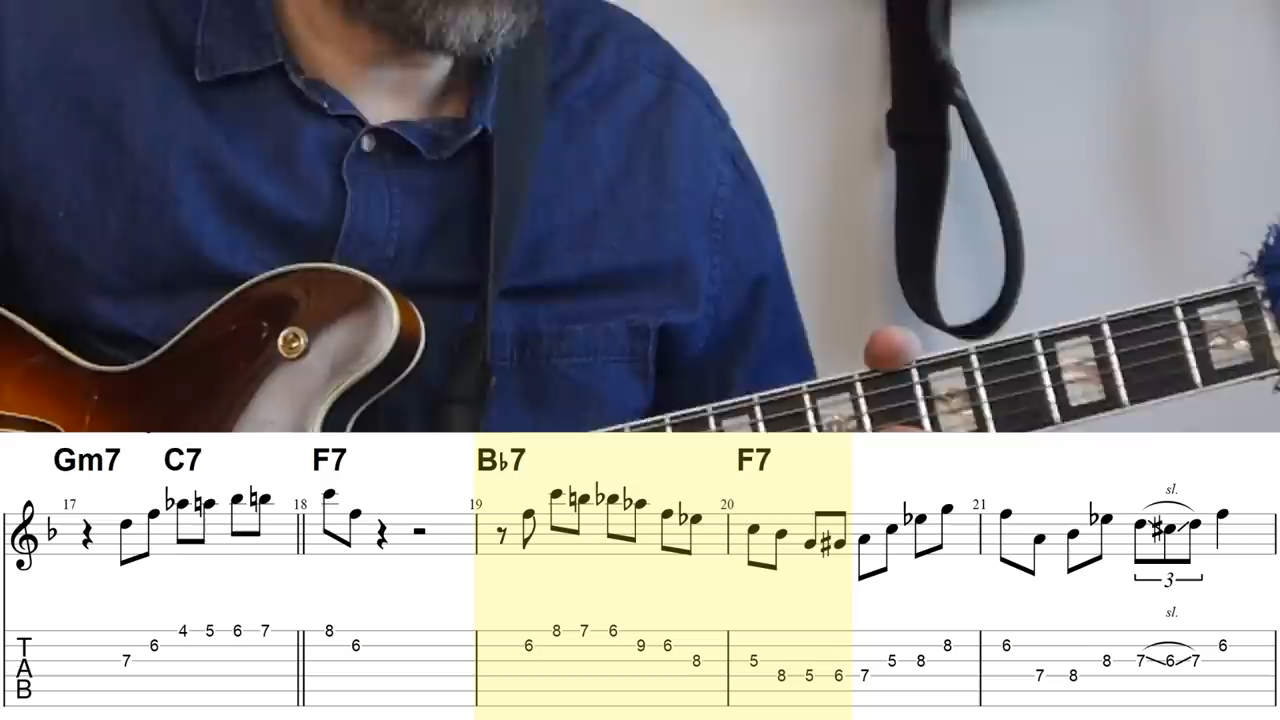 Gm7 C7 F7 B♭7 F7
17 18 19 20 21
sl.
3
sl.
4 5 6 7 8 8 7 6
T 6 6 6 9 6 8 6 6
A 7 8 5 5 8 8 7 6 7
B 8 5 6 7 7 8